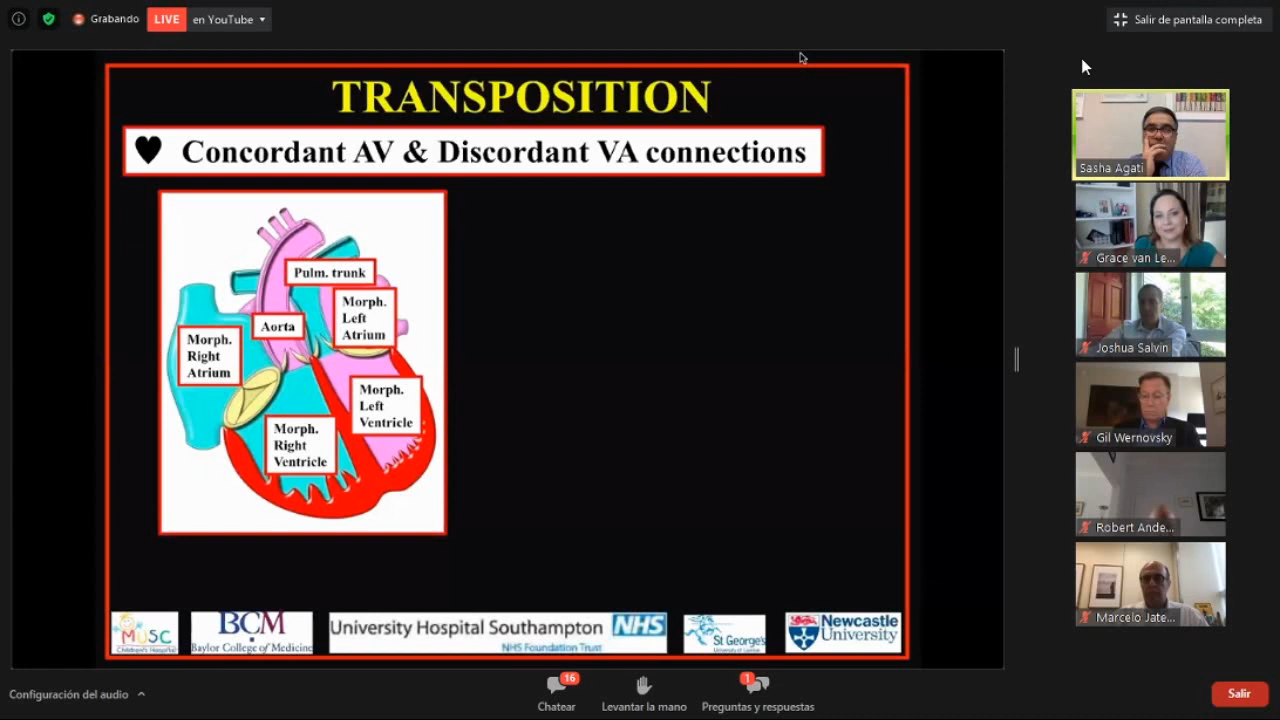 Grabando
LIVE
en YouTube
Salir de pantalla completa
TRANSPOSITION
Concordant AV & Discordant VA connections
Pulm. trunk
Morph.
Left
Atrium
Aorta
Morph.
Right
Atrium
Morph.
Left
Ventricle
Morph.
Right
Ventricle
MUSC
Children's Hospital
BCM
Baylor College of Medicine
University Hospital Southampton NHS
NHS Foundation Trust
St George's
University of London
Newcastle
University
Sasha Agati
Grace van Le...
Joshua Salvin
Gil Wernovsky
Robert Ande...
Marcelo Jate...
Configuración del audio
16
Chatear
Levantar la mano
1
Preguntas y respuestas
Salir